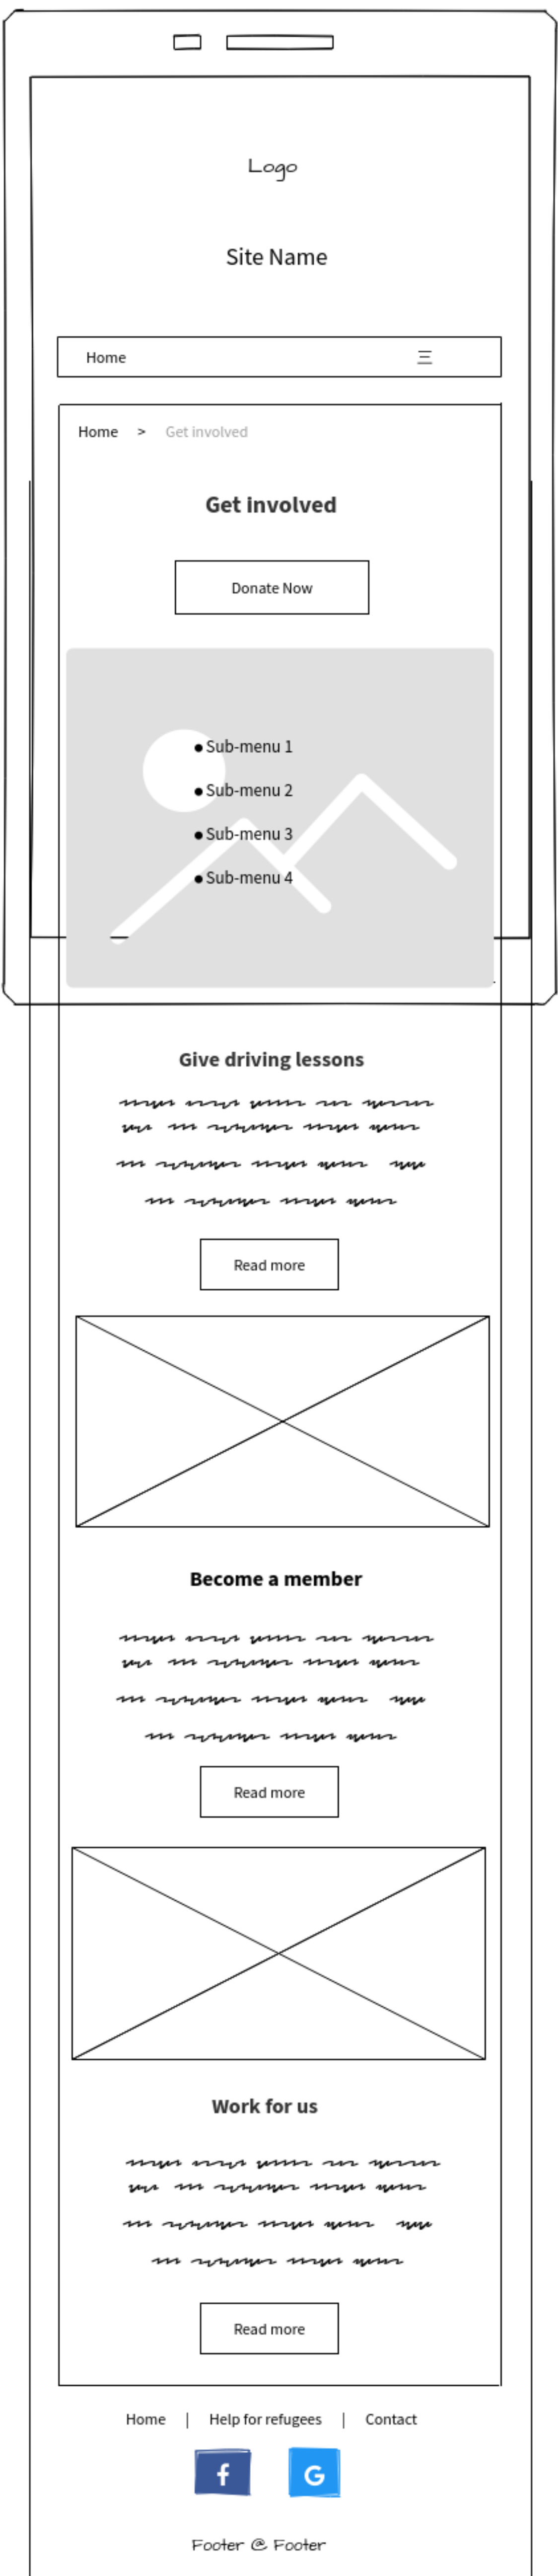 Logo
Site Name
Home ☰
Home > Get involved
Get involved
Donate Now
• Sub-menu 1
• Sub-menu 2
• Sub-menu 3
• Sub-menu 4
Give driving lessons
Read more
Become a member
Read more
Work for us
Read more
Home | Help for refugees | Contact
f G
Footer @ Footer